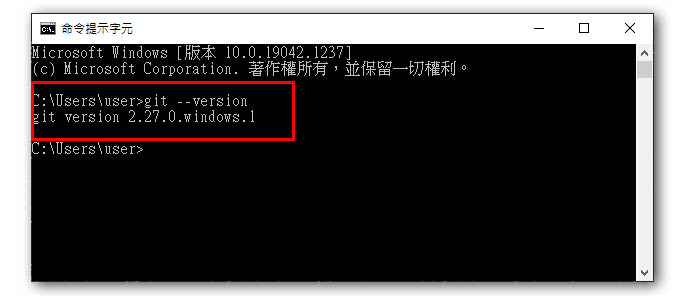 命令提示字元
Microsoft Windows [版本 10.0.19042.1237]
(c) Microsoft Corporation. 著作權所有，並保留一切權利。
C:\Users\user>git --version
git version 2.27.0.windows.1
C:\Users\user>